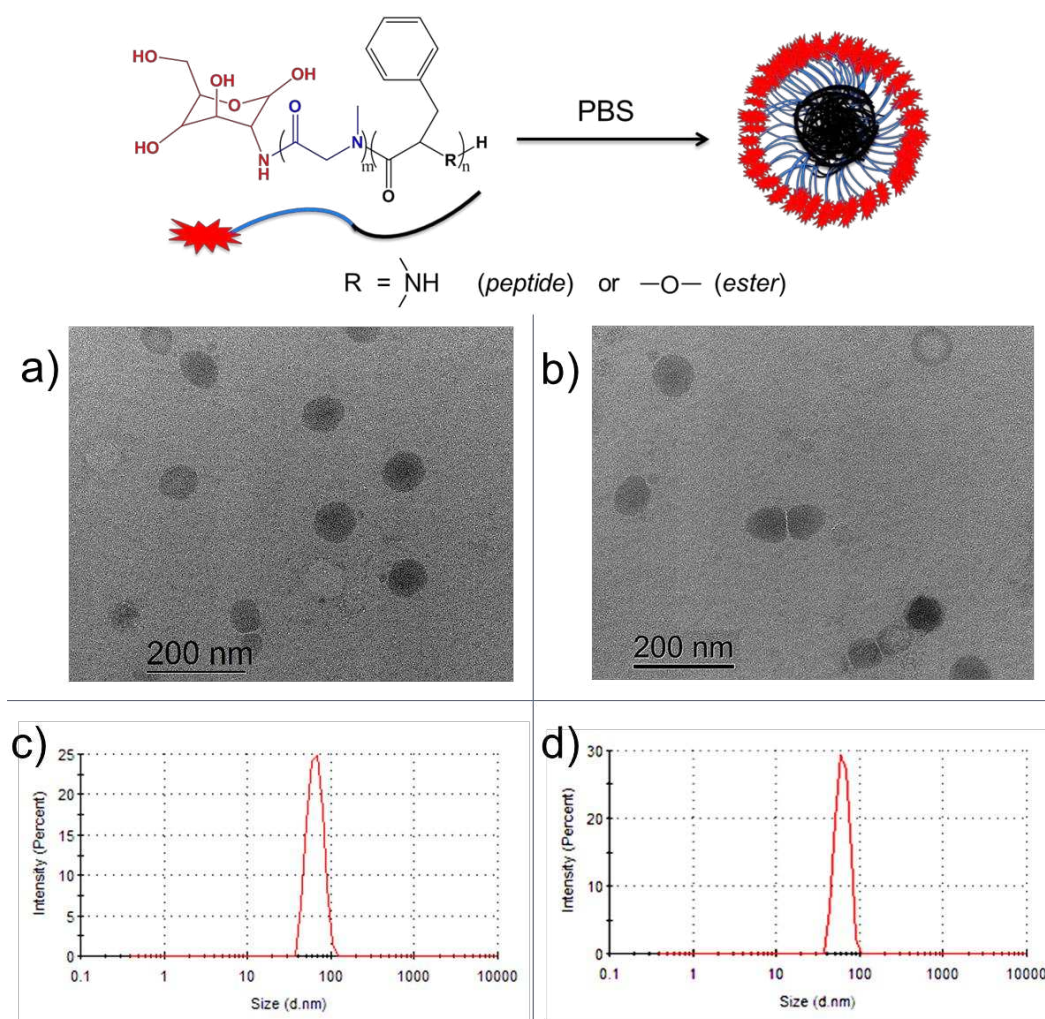 HO
OH
HO
OH
O
HO
N
H
O
N
m
O
R
n
H
PBS
R = NH (peptide) or —O— (ester)
a)
200 nm
b)
200 nm
c)
25
20
15
10
5
0
0.1 1 10 100 1000 10000
Intensity (Percent)
Size (d.nm)
d)
30
20
10
0
0.1 1 10 100 1000 10000
Intensity (Percent)
Size (d.nm)